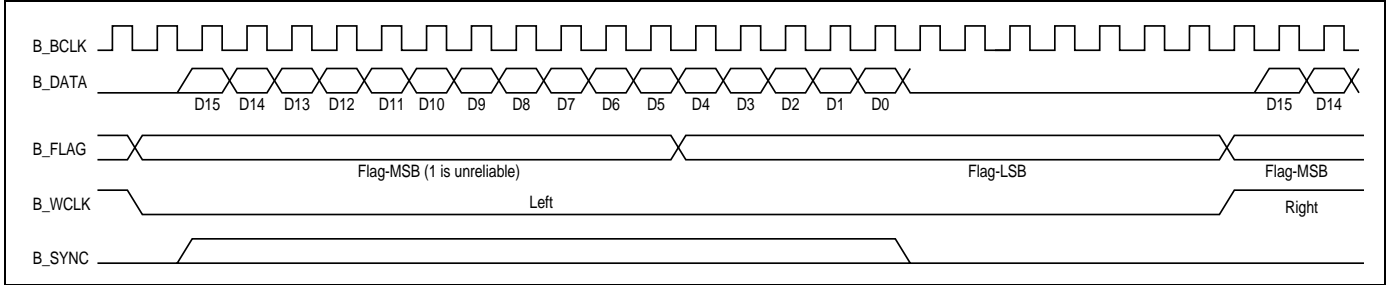 B_BCLK
B_DATA
D15 D14 D13 D12 D11 D10 D9 D8 D7 D6 D5 D4 D3 D2 D1 D0 D15 D14
B_FLAG
Flag-MSB (1 is unreliable) Flag-LSB Flag-MSB
B_WCLK Left Right
B_SYNC